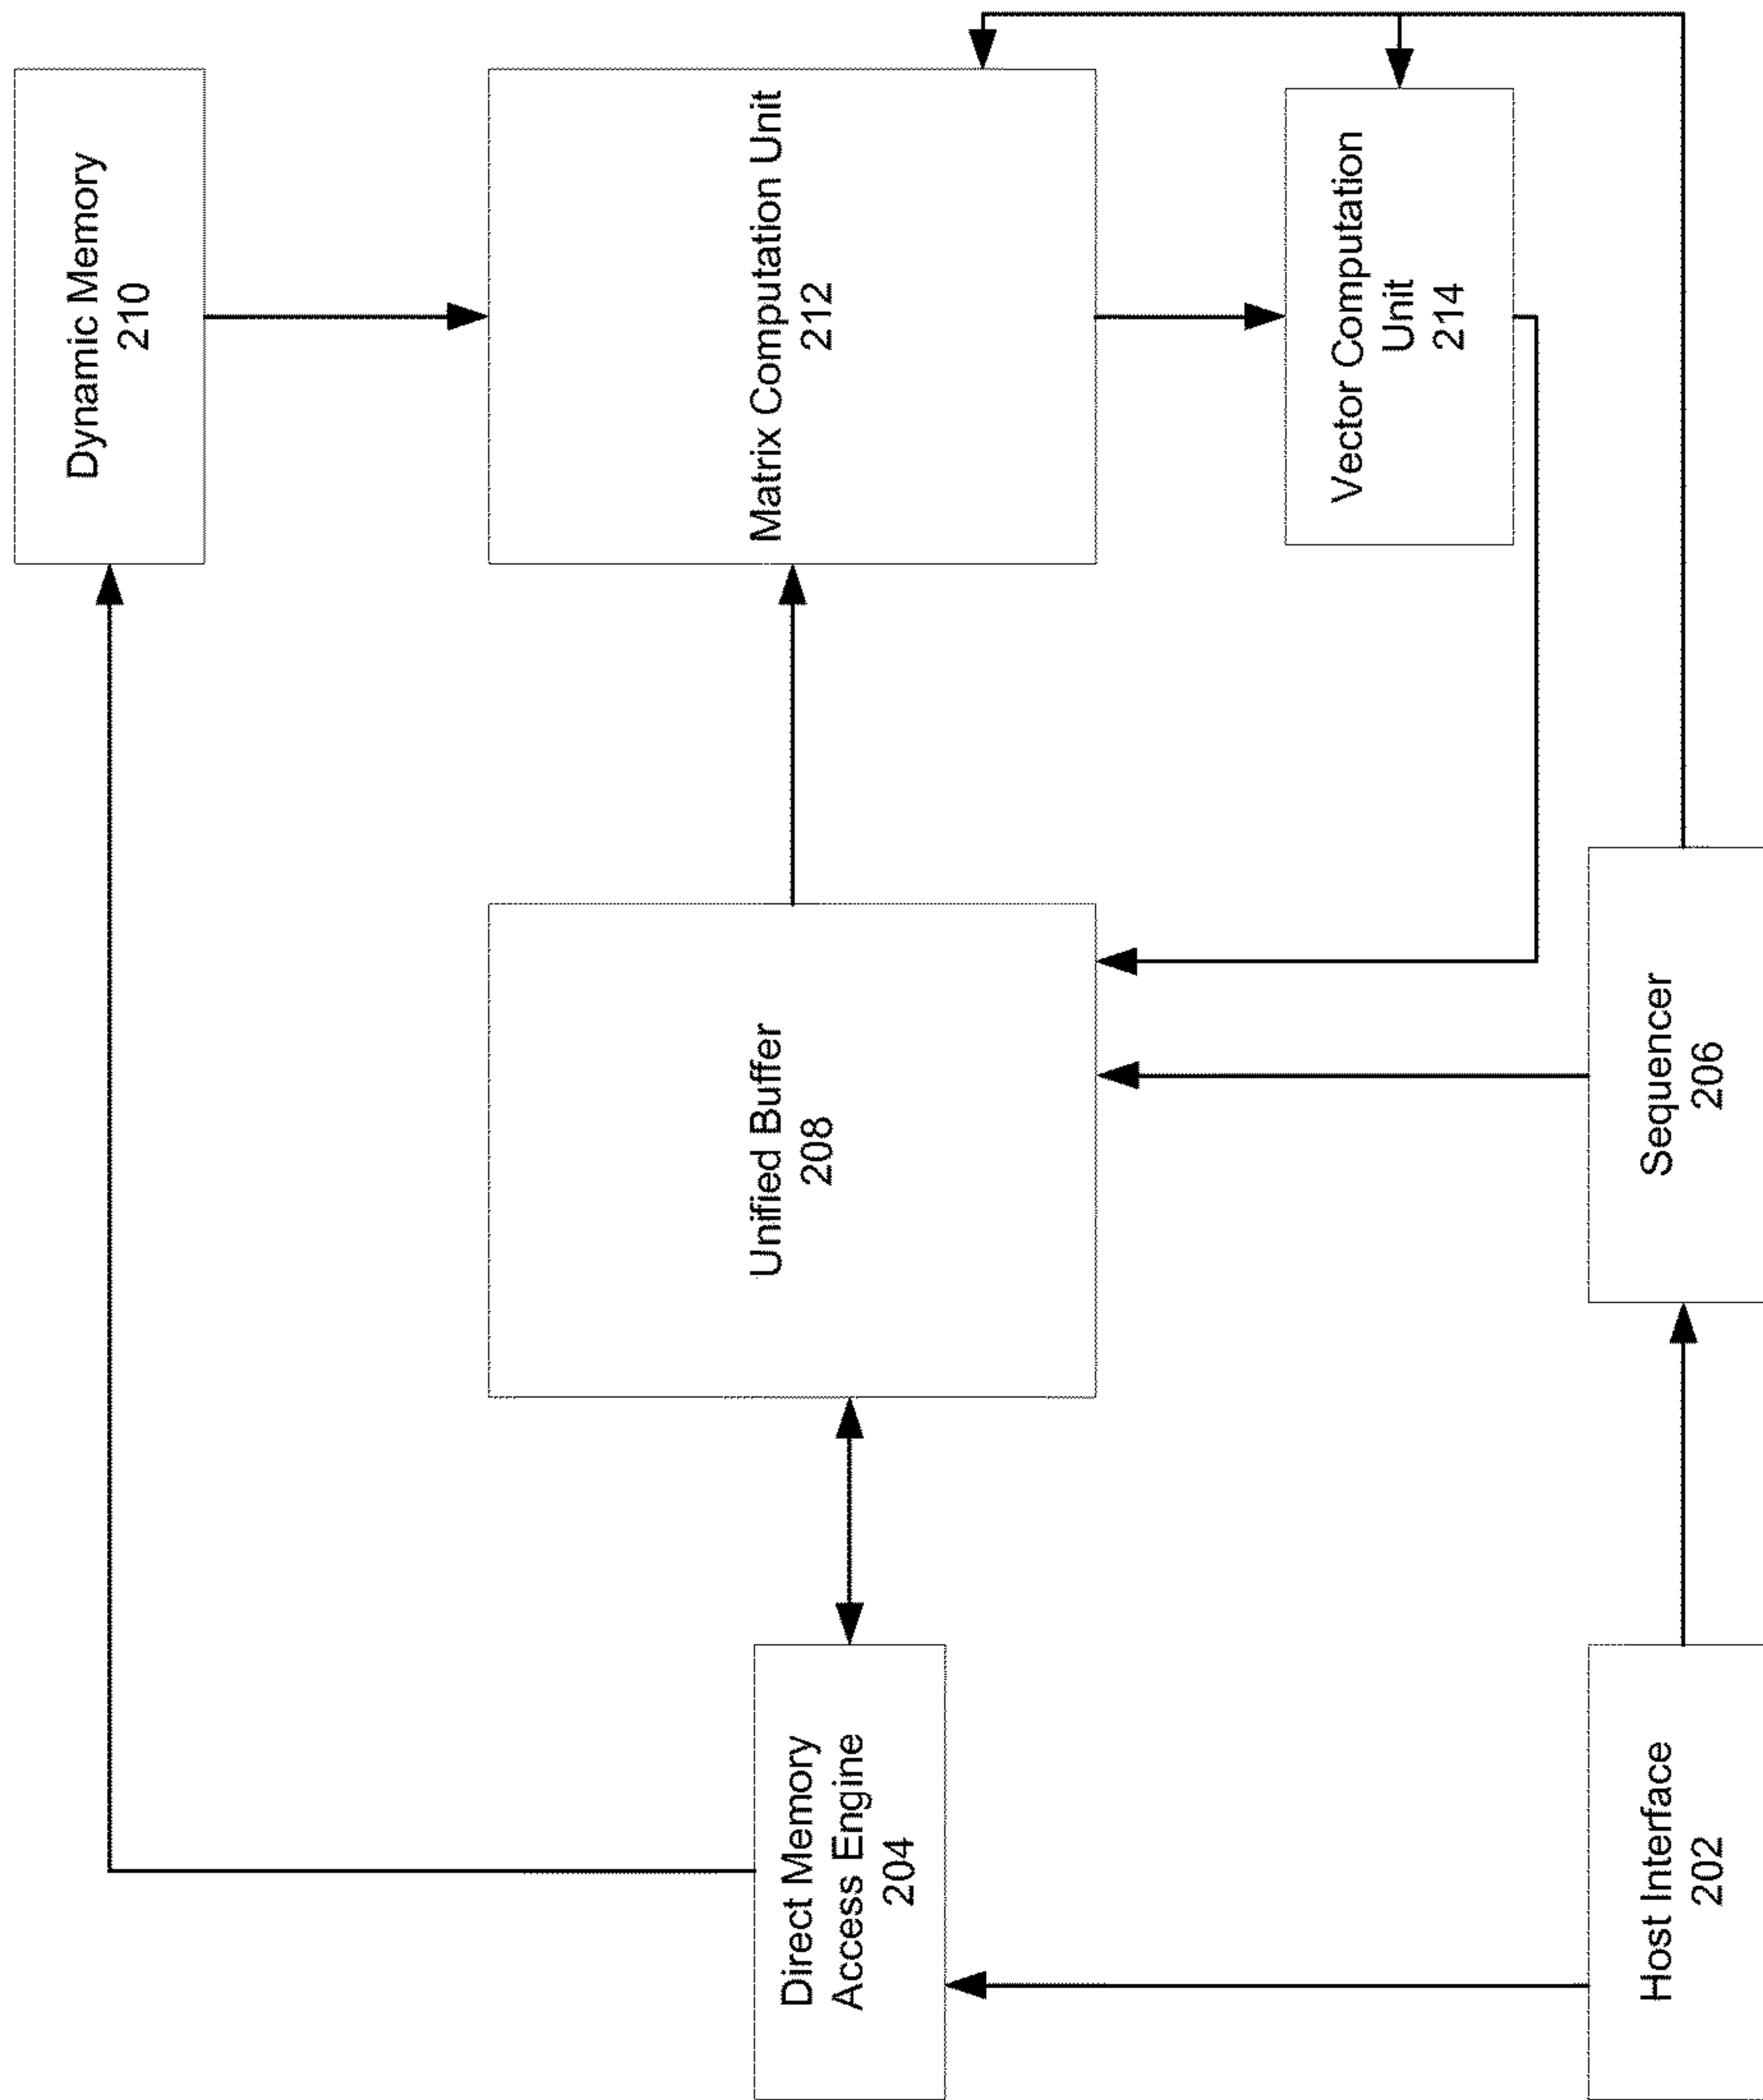 Dynamic Memory
210
Direct Memory
Access Engine
204
Unified Buffer
208
Matrix Computation Unit
212
Vector Computation
Unit
214
Host Interface
202
Sequencer
206